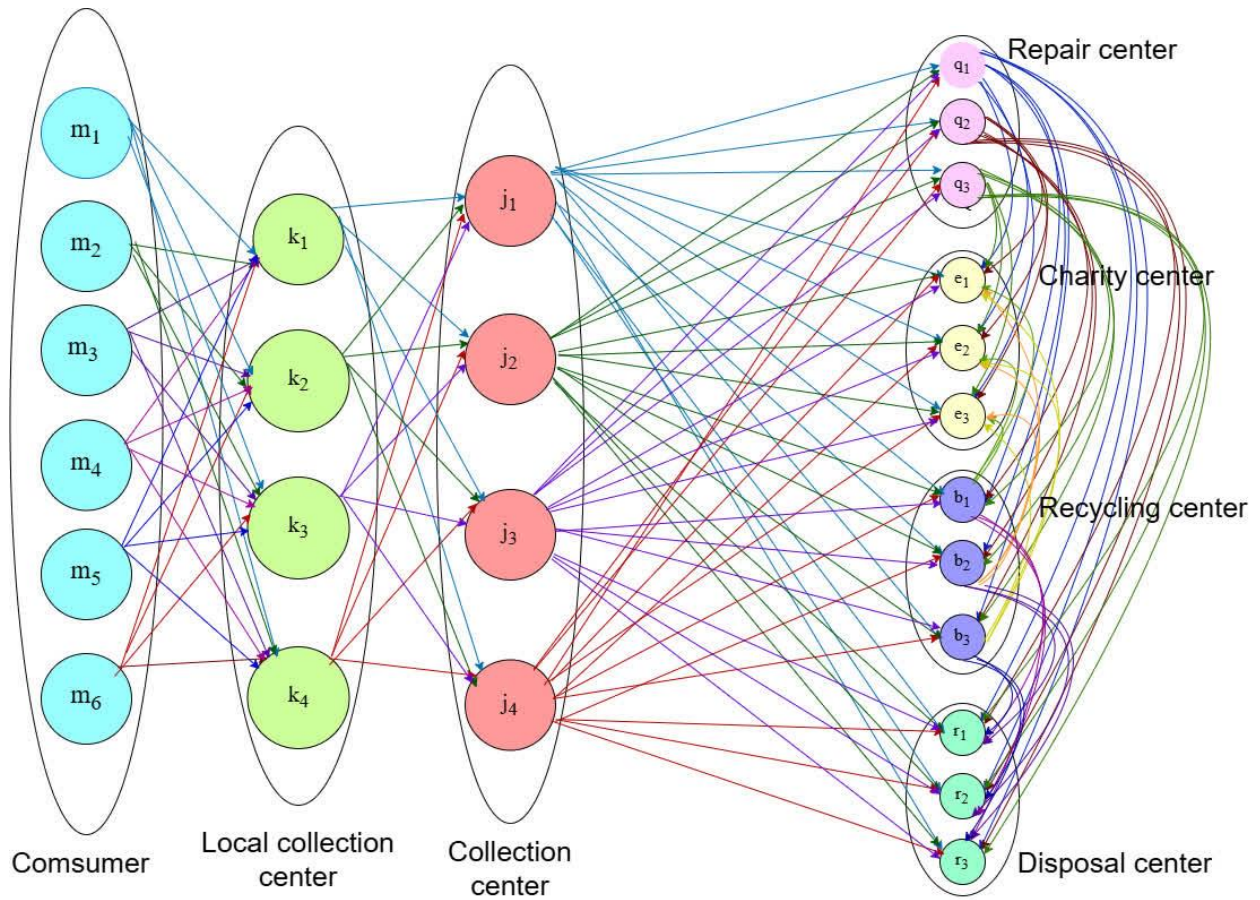 m1
m2
m3
m4
m5
m6
Comsumer
k1
k2
k3
k4
Local collection
center
j1
j2
j3
j4
Collection
center
q1
q2
q3
Repair center
e1
e2
e3
Charity center
b1
b2
b3
Recycling center
r1
r2
r3
Disposal center